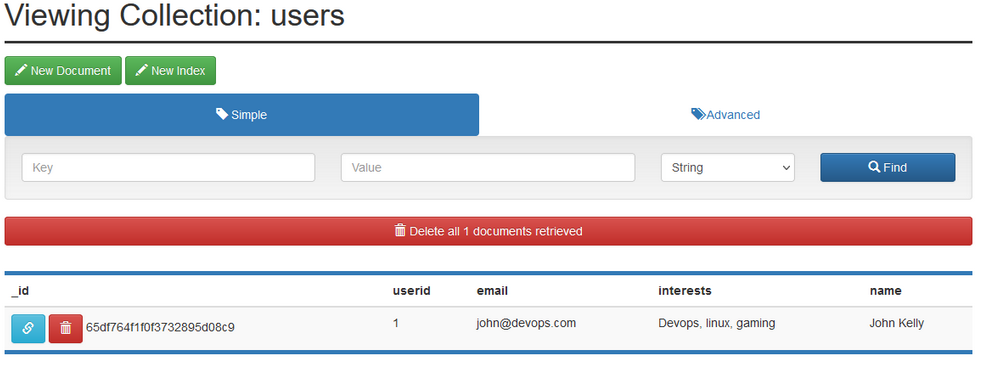 Viewing Collection: users
New Document New Index
Simple Advanced
Key Value String Find
Delete all 1 documents retrieved
_id userid email interests name
65df764f1f0f3732895d08c9 1 john@devops.com Devops, linux, gaming John Kelly